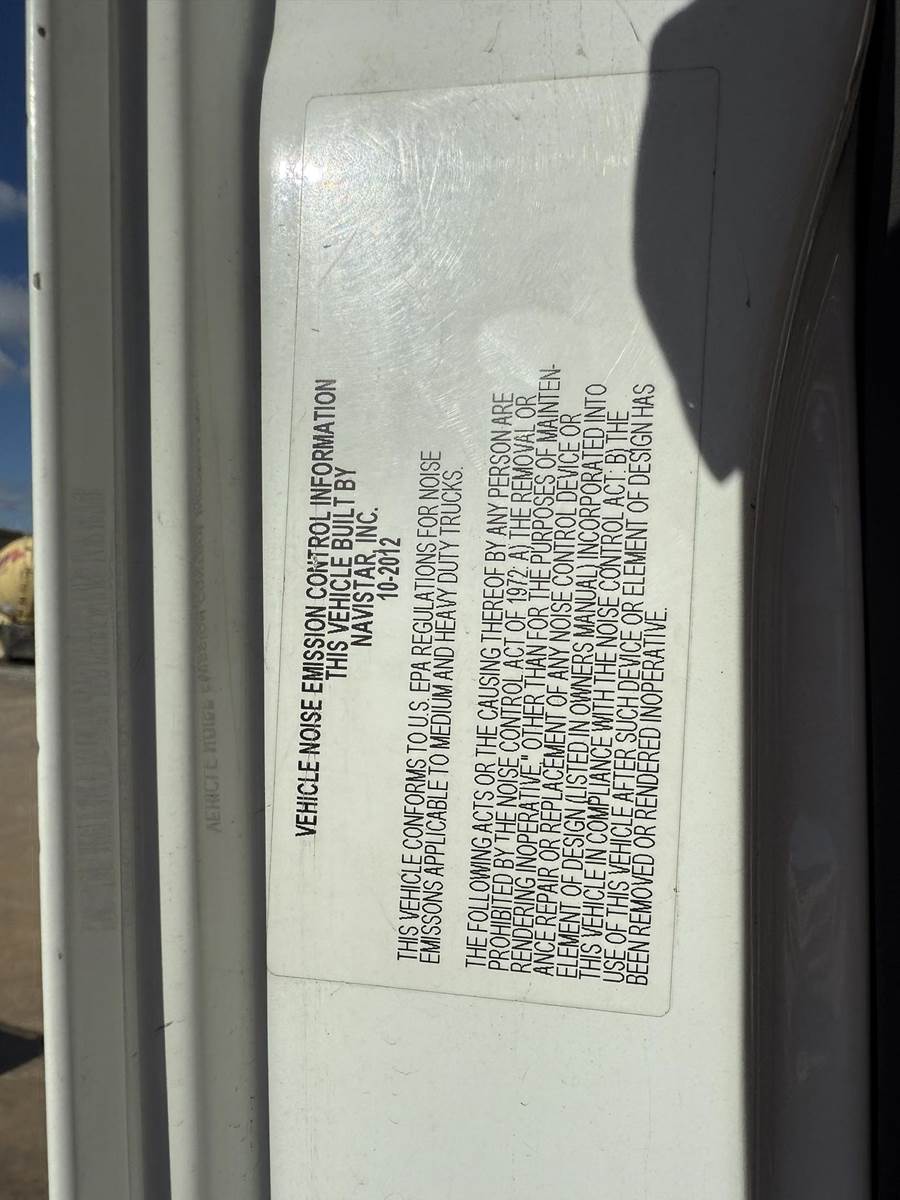 VEHICLE NOISE EMISSION CONTROL INFORMATION
THIS VEHICLE BUILT BY
NAVISTAR, INC.
10-2012
THIS VEHICLE CONFORMS TO U.S. EPA REGULATIONS FOR NOISE
EMISSONS APPLICABLE TO MEDIUM AND HEAVY DUTY TRUCKS.
THE FOLLOWING ACTS OR THE CAUSING THEREOF BY ANY PERSON ARE
PROHIBITED BY THE NOISE CONTROL ACT OF 1972: A) THE REMOVAL OR
RENDERING INOPERATIVE," OTHER THAN FOR THE PURPOSES OF MAINTEN-
ANCE REPAIR OR REPLACEMENT OF ANY NOISE CONTROL DEVICE OR
ELEMENT OF DESIGN (LISTED IN OWNERS MANUAL) INCORPORATED INTO
THIS VEHICLE IN COMPLIANCE WITH THE NOISE CONTROL ACT; B) THE
USE OF THIS VEHICLE AFTER SUCH DEVICE OR ELEMENT OF DESIGN HAS
BEEN REMOVED OR RENDERED INOPERATIVE.